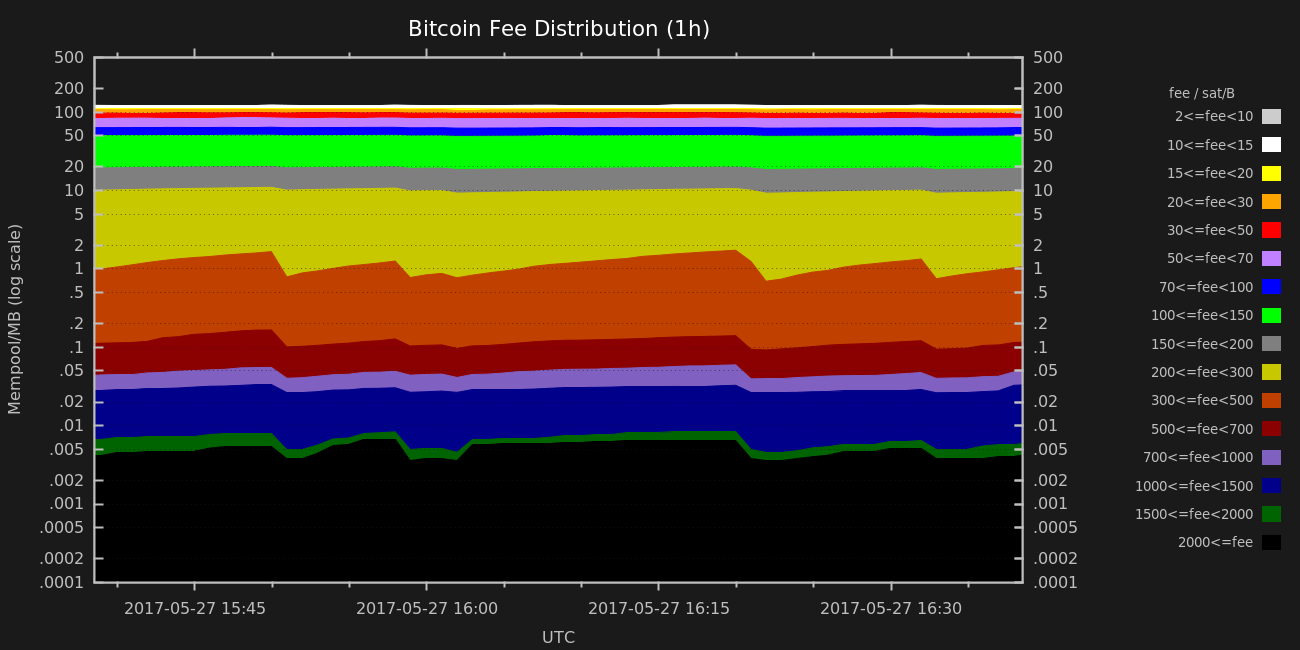 Bitcoin Fee Distribution (1h)
Mempool/MB (log scale)
500
200
100
50
20
10
5
2
1
.5
.2
.1
.05
.02
.01
.005
.002
.001
.0005
.0002
.0001
500
200
100
50
20
10
5
2
1
.5
.2
.1
.05
.02
.01
.005
.002
.001
.0005
.0002
.0001
2017-05-27 15:45
2017-05-27 16:00
2017-05-27 16:15
2017-05-27 16:30
UTC
fee / sat/B
2<=fee<10
10<=fee<15
15<=fee<20
20<=fee<30
30<=fee<50
50<=fee<70
70<=fee<100
100<=fee<150
150<=fee<200
200<=fee<300
300<=fee<500
500<=fee<700
700<=fee<1000
1000<=fee<1500
1500<=fee<2000
2000<=fee